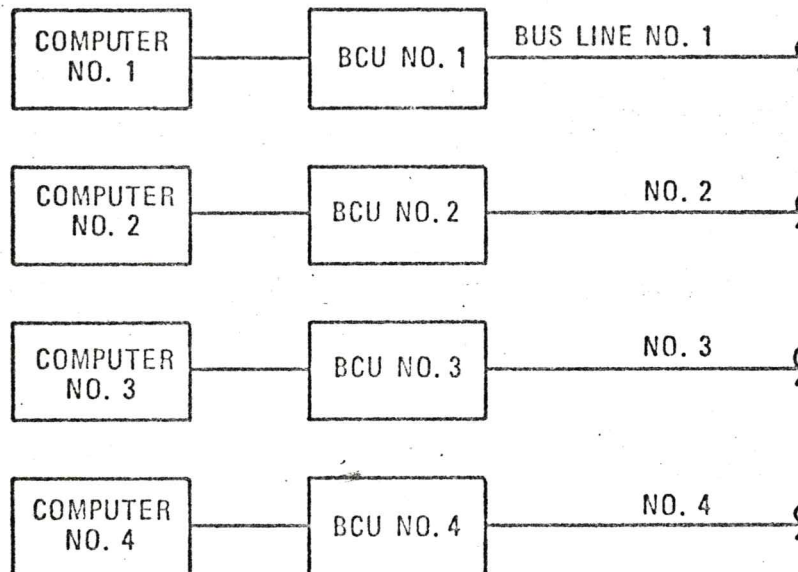 COMPUTER
NO. 1
BCU NO. 1
BUS LINE NO. 1
COMPUTER
NO. 2
BCU NO. 2
NO. 2
COMPUTER
NO. 3
BCU NO. 3
NO. 3
COMPUTER
NO. 4
BCU NO. 4
NO. 4